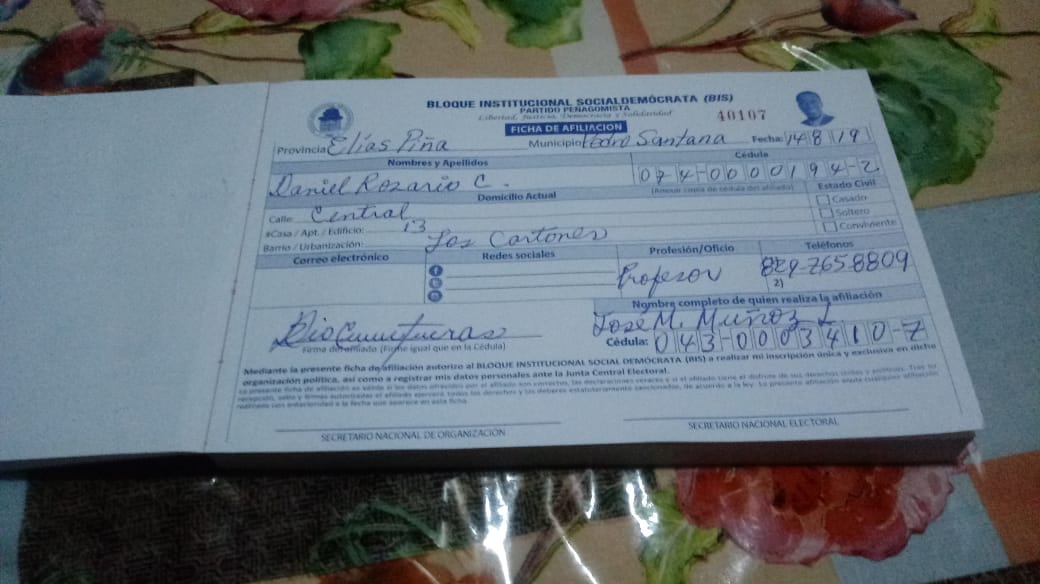 BLOQUE INSTITUCIONAL SOCIALDEMÓCRATA (BIS)
PARTIDO PEÑAGOMISTA
Libertad, Justicia, Democracia y Solidaridad
40107
FICHA DE AFILIACION
Provincia Elías Piña Municipio Pedro Santana Fecha: 14 8 19
Nombres y Apellidos Cédula
Daniel Rozario C. 074-0000194-2
(Anexar copia de cédula del afiliado)
Domicilio Actual Estado Civil
Calle: Central Casado
#Casa / Apt. / Edificio: 13 Soltero
Barrio / Urbanización: Los Cartones Conviviente
Correo electrónico Redes sociales Profesión/Oficio Teléfonos
Profesor 829-765-8809
2)
Nombre completo de quien realiza la afiliación
José M. Muñoz L
Cédula: 043-0003410-7
Firma del afiliado (Firme igual que en la Cédula)
Mediante la presente ficha de afiliación autorizo al BLOQUE INSTITUCIONAL SOCIAL DEMÓCRATA (BIS) a realizar mi inscripción única y exclusiva en dicha
organización política, así como a registrar mis datos personales ante la Junta Central Electoral.
SECRETARIO NACIONAL DE ORGANIZACIÓN SECRETARIO NACIONAL ELECTORAL